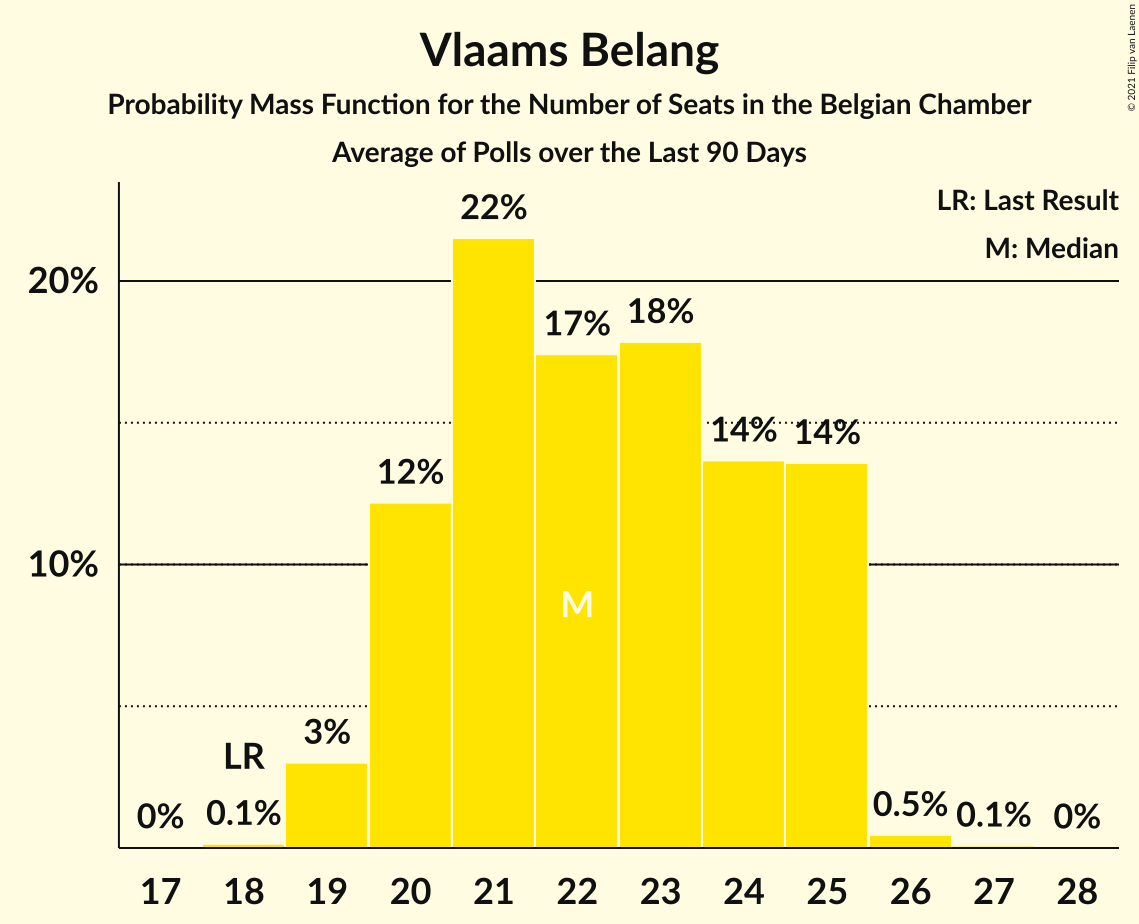 Vlaams Belang
Probability Mass Function for the Number of Seats in the Belgian Chamber
Average of Polls over the Last 90 Days
© 2021 Filip van Laenen
LR: Last Result
M: Median
20%
10%
0%
LR
0.1%
3%
12%
22%
17%
M
18%
14%
14%
0.5%
0.1%
0%
17 18 19 20 21 22 23 24 25 26 27 28